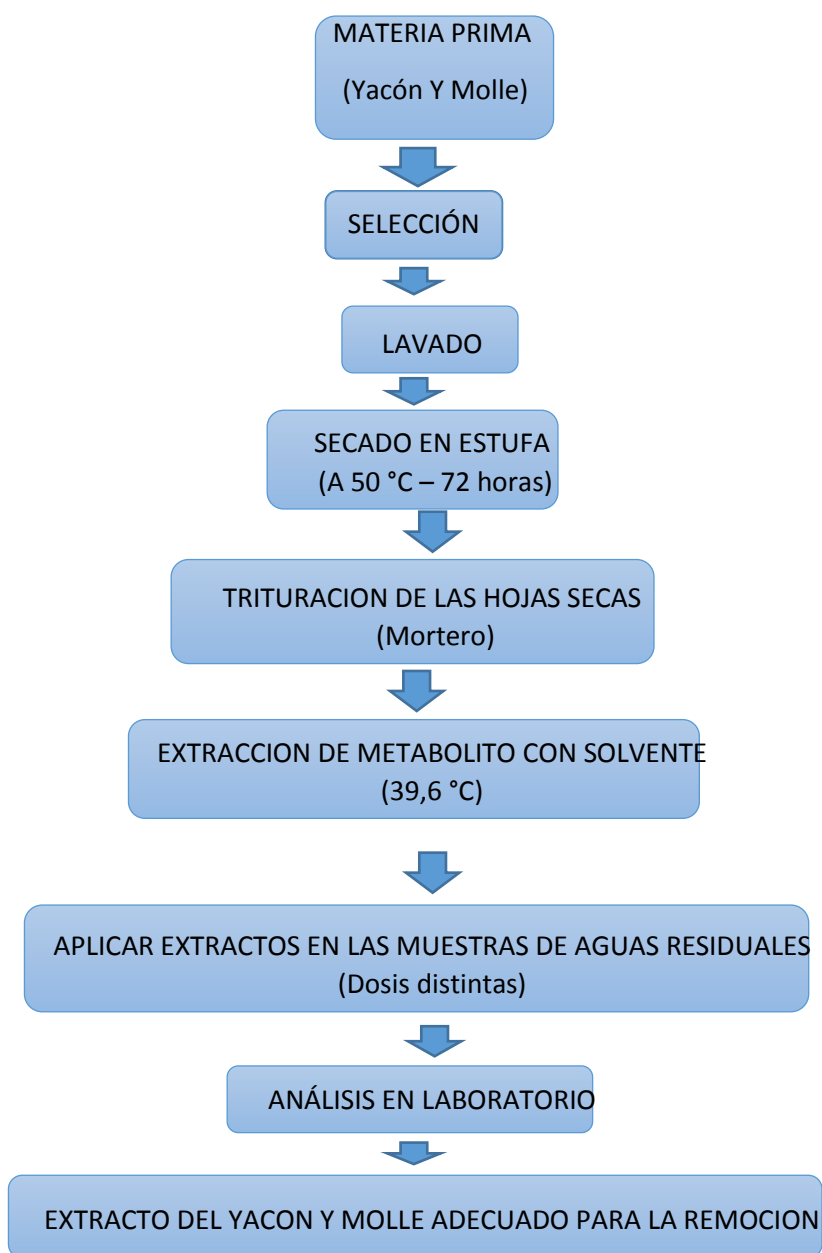 MATERIA PRIMA
(Yacón Y Molle)
SELECCIÓN
LAVADO
SECADO EN ESTUFA
(A 50 °C – 72 horas)
TRITURACION DE LAS HOJAS SECAS
(Mortero)
EXTRACCION DE METABOLITO CON SOLVENTE
(39,6 °C)
APLICAR EXTRACTOS EN LAS MUESTRAS DE AGUAS RESIDUALES
(Dosis distintas)
ANÁLISIS EN LABORATORIO
EXTRACTO DEL YACON Y MOLLE ADECUADO PARA LA REMOCION